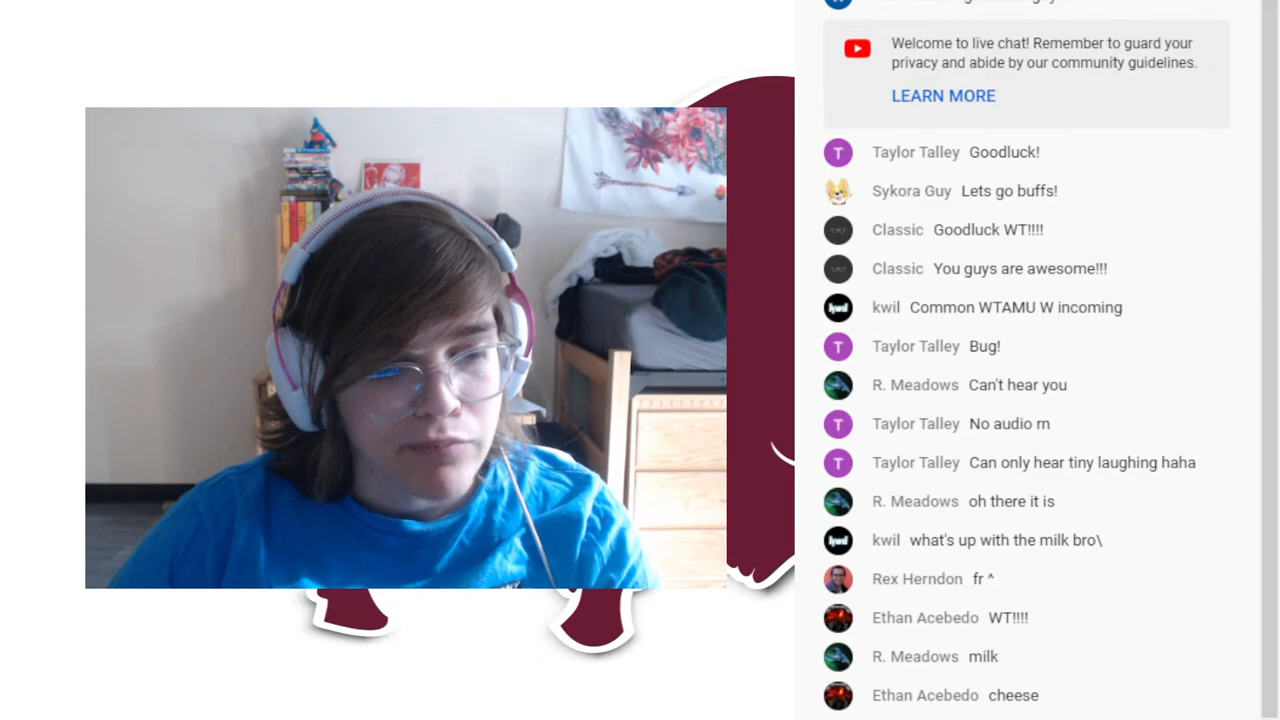 Welcome to live chat! Remember to guard your
privacy and abide by our community guidelines.
LEARN MORE
T Taylor Talley Goodluck!
Sykora Guy Lets go buffs!
Classic Goodluck WT!!!!
Classic You guys are awesome!!!
kwil kwil Common WTAMU W incoming
T Taylor Talley Bug!
R. Meadows Can't hear you
T Taylor Talley No audio rn
T Taylor Talley Can only hear tiny laughing haha
R. Meadows oh there it is
kwil kwil what's up with the milk bro\
Rex Herndon fr ^
Ethan Acebedo WT!!!!
R. Meadows milk
Ethan Acebedo cheese